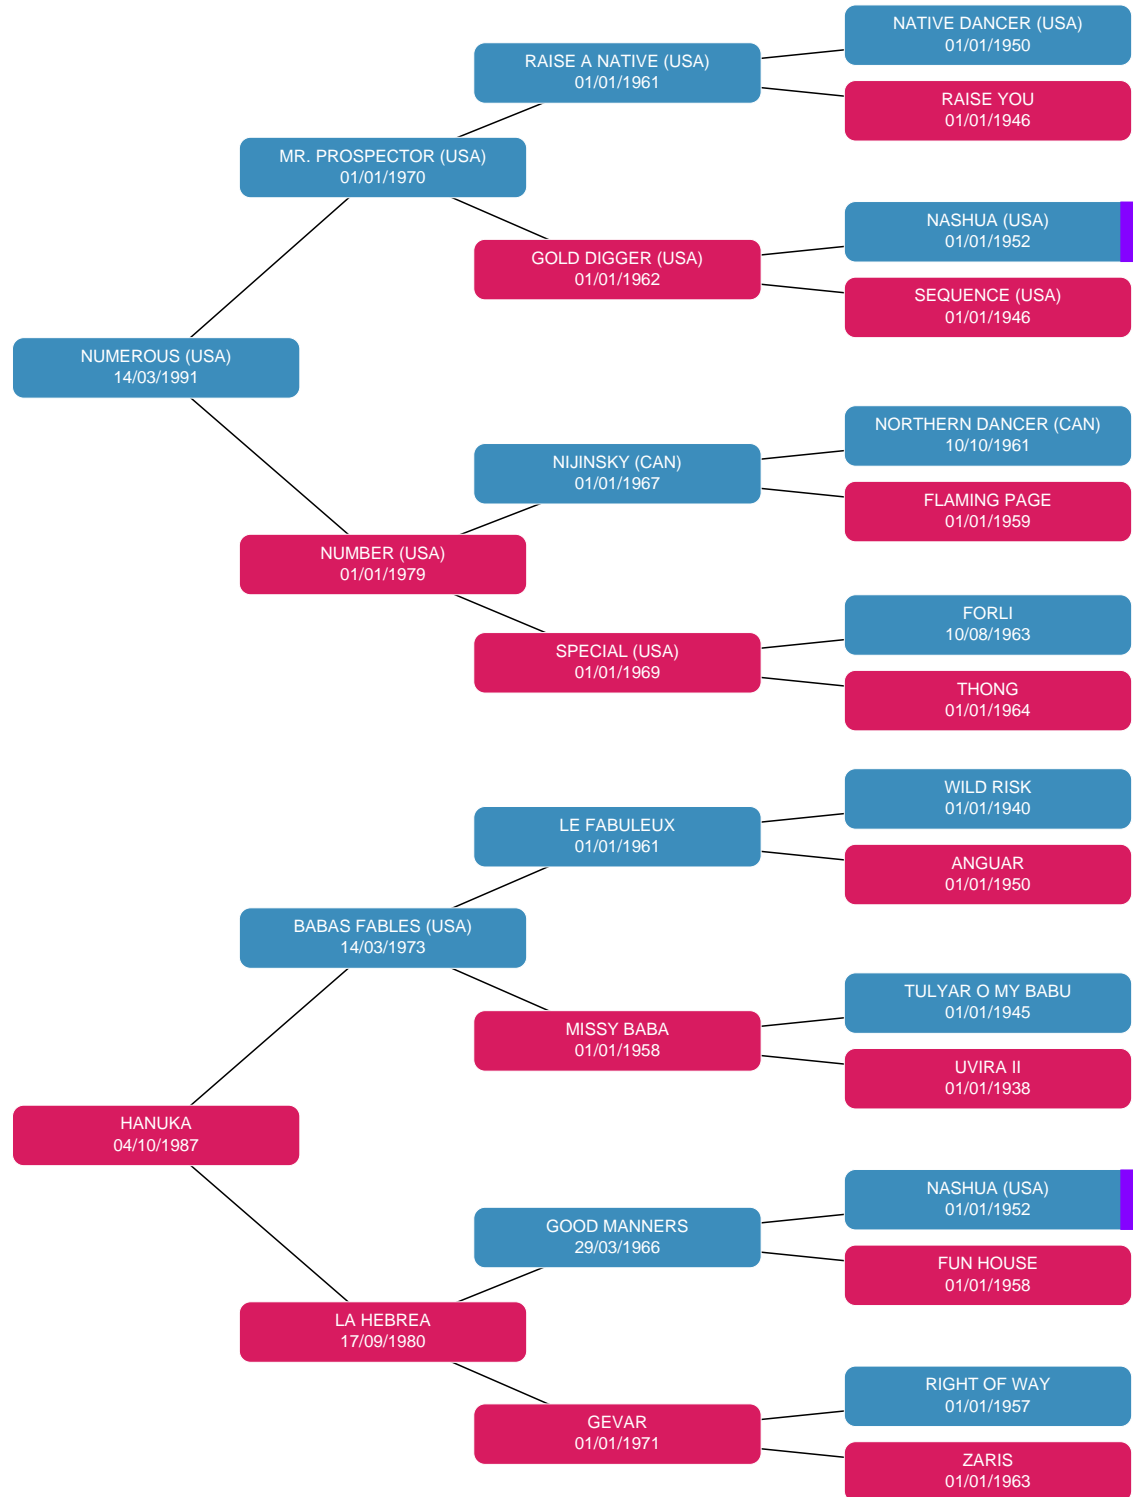 NATIVE DANCER (USA)
01/01/1950
RAISE A NATIVE (USA)
01/01/1961
RAISE YOU
01/01/1946
MR. PROSPECTOR (USA)
01/01/1970
NASHUA (USA)
01/01/1952
GOLD DIGGER (USA)
01/01/1962
SEQUENCE (USA)
01/01/1946
NUMEROUS (USA)
14/03/1991
NORTHERN DANCER (CAN)
10/10/1961
NIJINSKY (CAN)
01/01/1967
FLAMING PAGE
01/01/1959
NUMBER (USA)
01/01/1979
FORLI
10/08/1963
SPECIAL (USA)
01/01/1969
THONG
01/01/1964
WILD RISK
01/01/1940
LE FABULEUX
01/01/1961
ANGUAR
01/01/1950
BABAS FABLES (USA)
14/03/1973
TULYAR O MY BABU
01/01/1945
MISSY BABA
01/01/1958
UVIRA II
01/01/1938
HANUKA
04/10/1987
NASHUA (USA)
01/01/1952
GOOD MANNERS
29/03/1966
FUN HOUSE
01/01/1958
LA HEBREA
17/09/1980
RIGHT OF WAY
01/01/1957
GEVAR
01/01/1971
ZARIS
01/01/1963